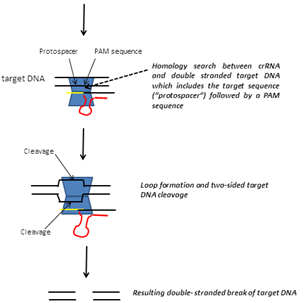 Protospacer PAM sequence
target DNA
Homology search between crRNA
and double stranded target DNA
which includes the target sequence
("protospacer") followed by a PAM
sequence
Cleavage
Loop formation and two-sided target
DNA cleavage
Cleavage
Resulting double-stranded break of target DNA